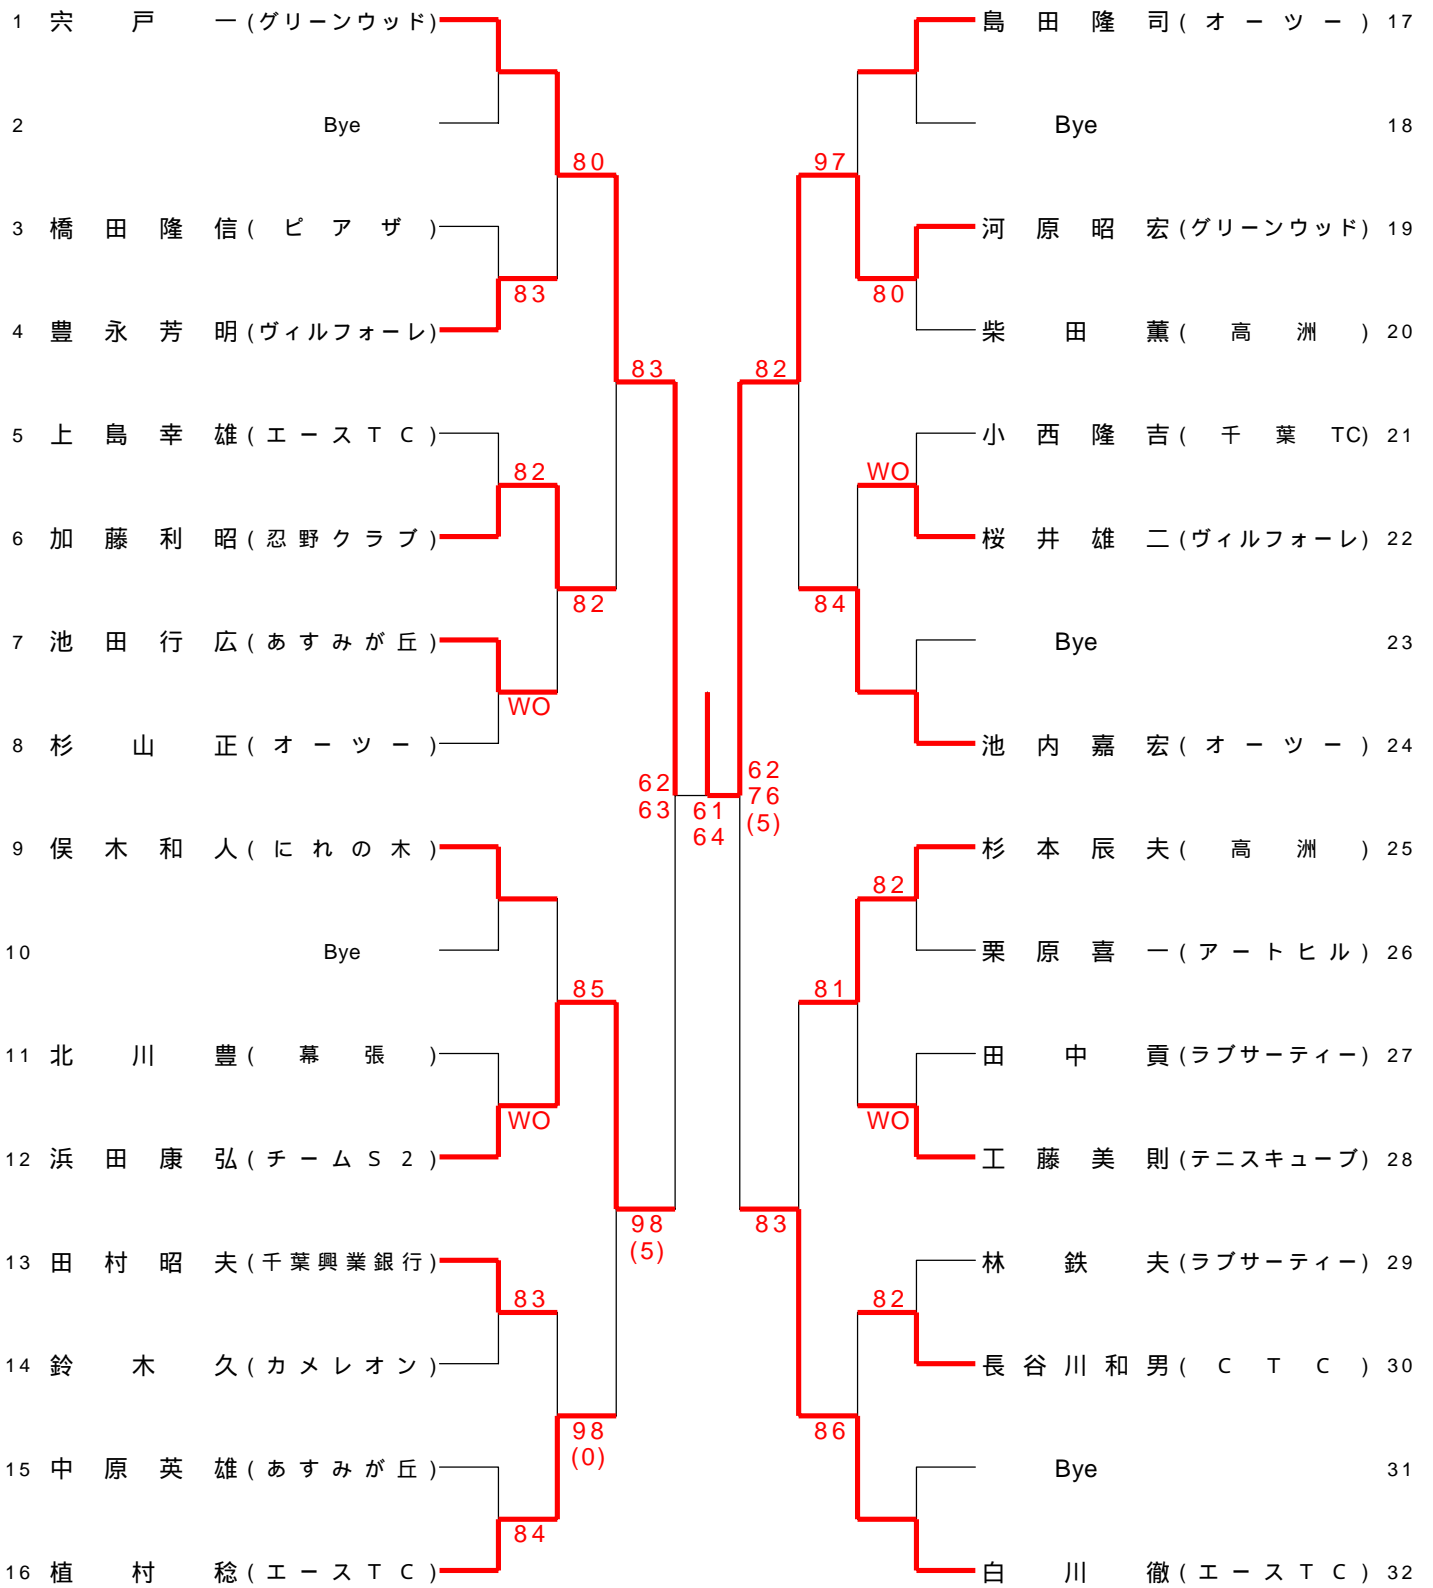 1 宍戸一(グリーンウッド)
2 Bye
80
3 橋田隆信(ピアザ)
83
4 豊永芳明(ヴィルフォーレ)
83
5 上島幸雄(エースTC)
82
6 加藤利昭(忍野クラブ)
82
7 池田行広(あすみが丘)
WO
8 杉山正(オーツー)
62
63
9 俣木和人(にれの木)
10 Bye
85
11 北川豊(幕張)
WO
12 浜田康弘(チームS2)
98
(5)
13 田村昭夫(千葉興業銀行)
83
14 鈴木久(カメレオン)
98
(0)
15 中原英雄(あすみが丘)
84
16 植村稔(エースTC)
61
64
島田隆司(オーツー) 17
Bye 18
97
河原昭宏(グリーンウッド) 19
80
柴田薫(高洲) 20
82
小西隆吉(千葉TC) 21
WO
桜井雄二(ヴィルフォーレ) 22
84
Bye 23
池内嘉宏(オーツー) 24
62
76
(5)
杉本辰夫(高洲) 25
82
栗原喜一(アートヒル) 26
81
田中貢(ラブサーティー) 27
WO
工藤美則(テニスキューブ) 28
83
林鉄夫(ラブサーティー) 29
82
長谷川和男(CTC) 30
86
Bye 31
白川徹(エースTC) 32